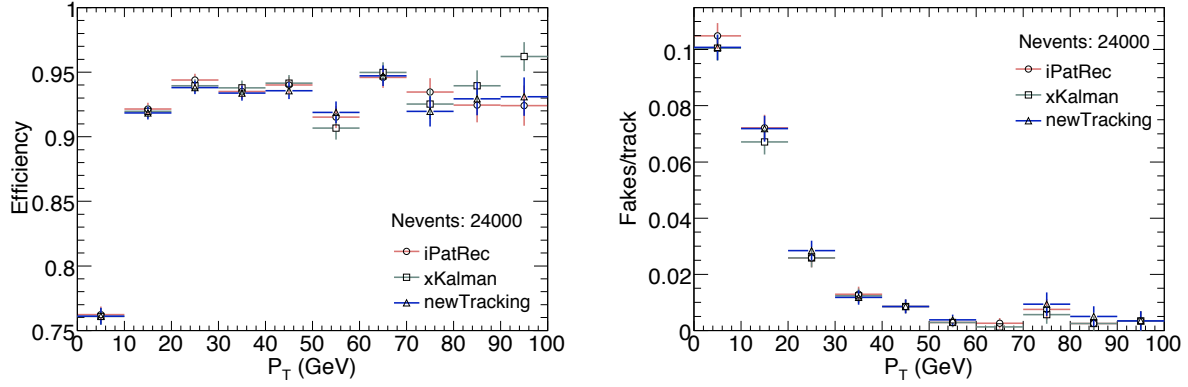 Efficiency
1
0.95
0.9
0.85
0.8
0.75
Nevents: 24000
iPatRec
xKalman
newTracking
0 10 20 30 40 50 60 70 80 90 100
P_T (GeV)
Fakes/track
0.1
0.08
0.06
0.04
0.02
0
Nevents: 24000
iPatRec
xKalman
newTracking
0 10 20 30 40 50 60 70 80 90 100
P_T (GeV)